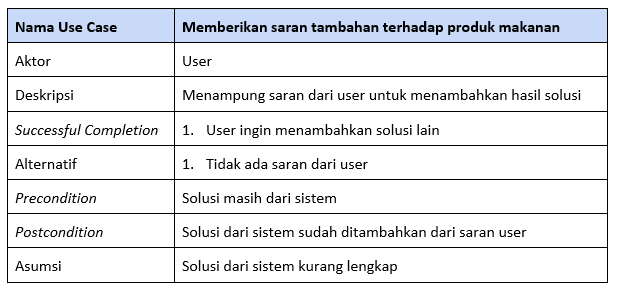 Nama Use Case Memberikan saran tambahan terhadap produk makanan
Aktor User
Deskripsi Menampung saran dari user untuk menambahkan hasil solusi
Successful Completion 1. User ingin menambahkan solusi lain
Alternatif 1. Tidak ada saran dari user
Precondition Solusi masih dari sistem
Postcondition Solusi dari sistem sudah ditambahkan dari saran user
Asumsi Solusi dari sistem kurang lengkap